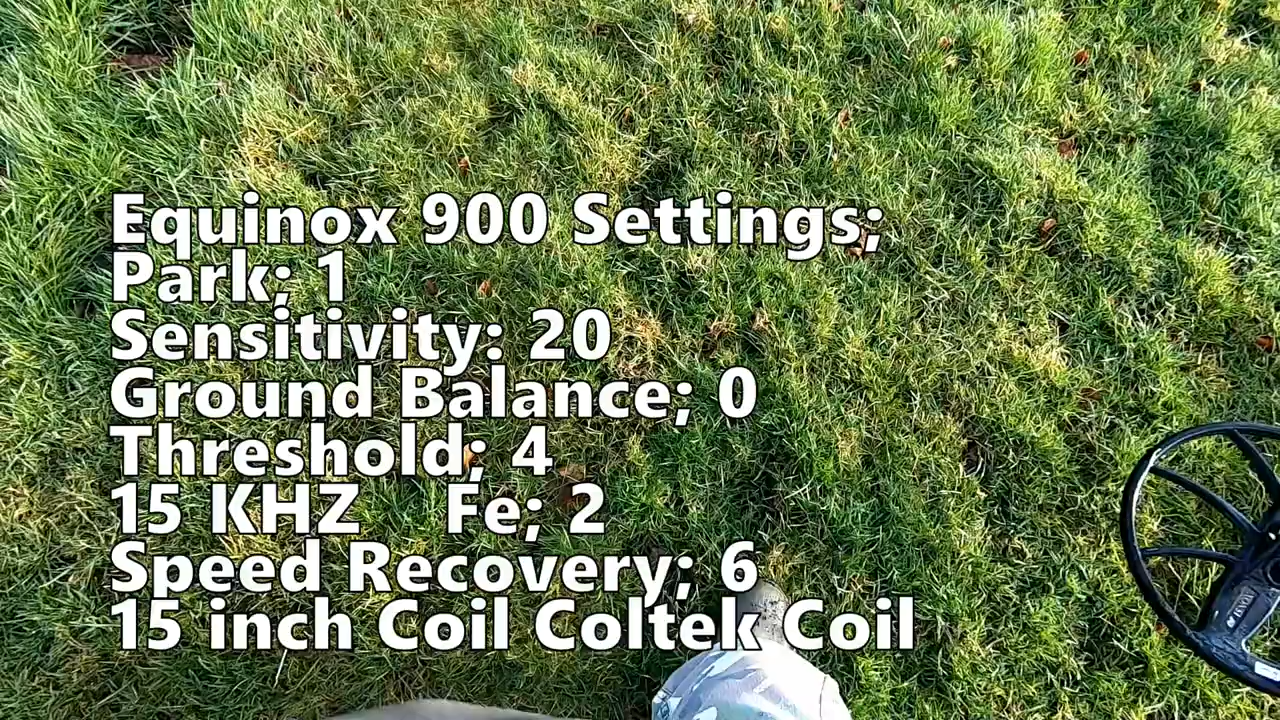 Equinox 900 Settings;
Park; 1
Sensitivity: 20
Ground Balance; 0
Threshold; 4
15 KHZ Fe; 2
Speed Recovery; 6
15 inch Coil Coltek Coil